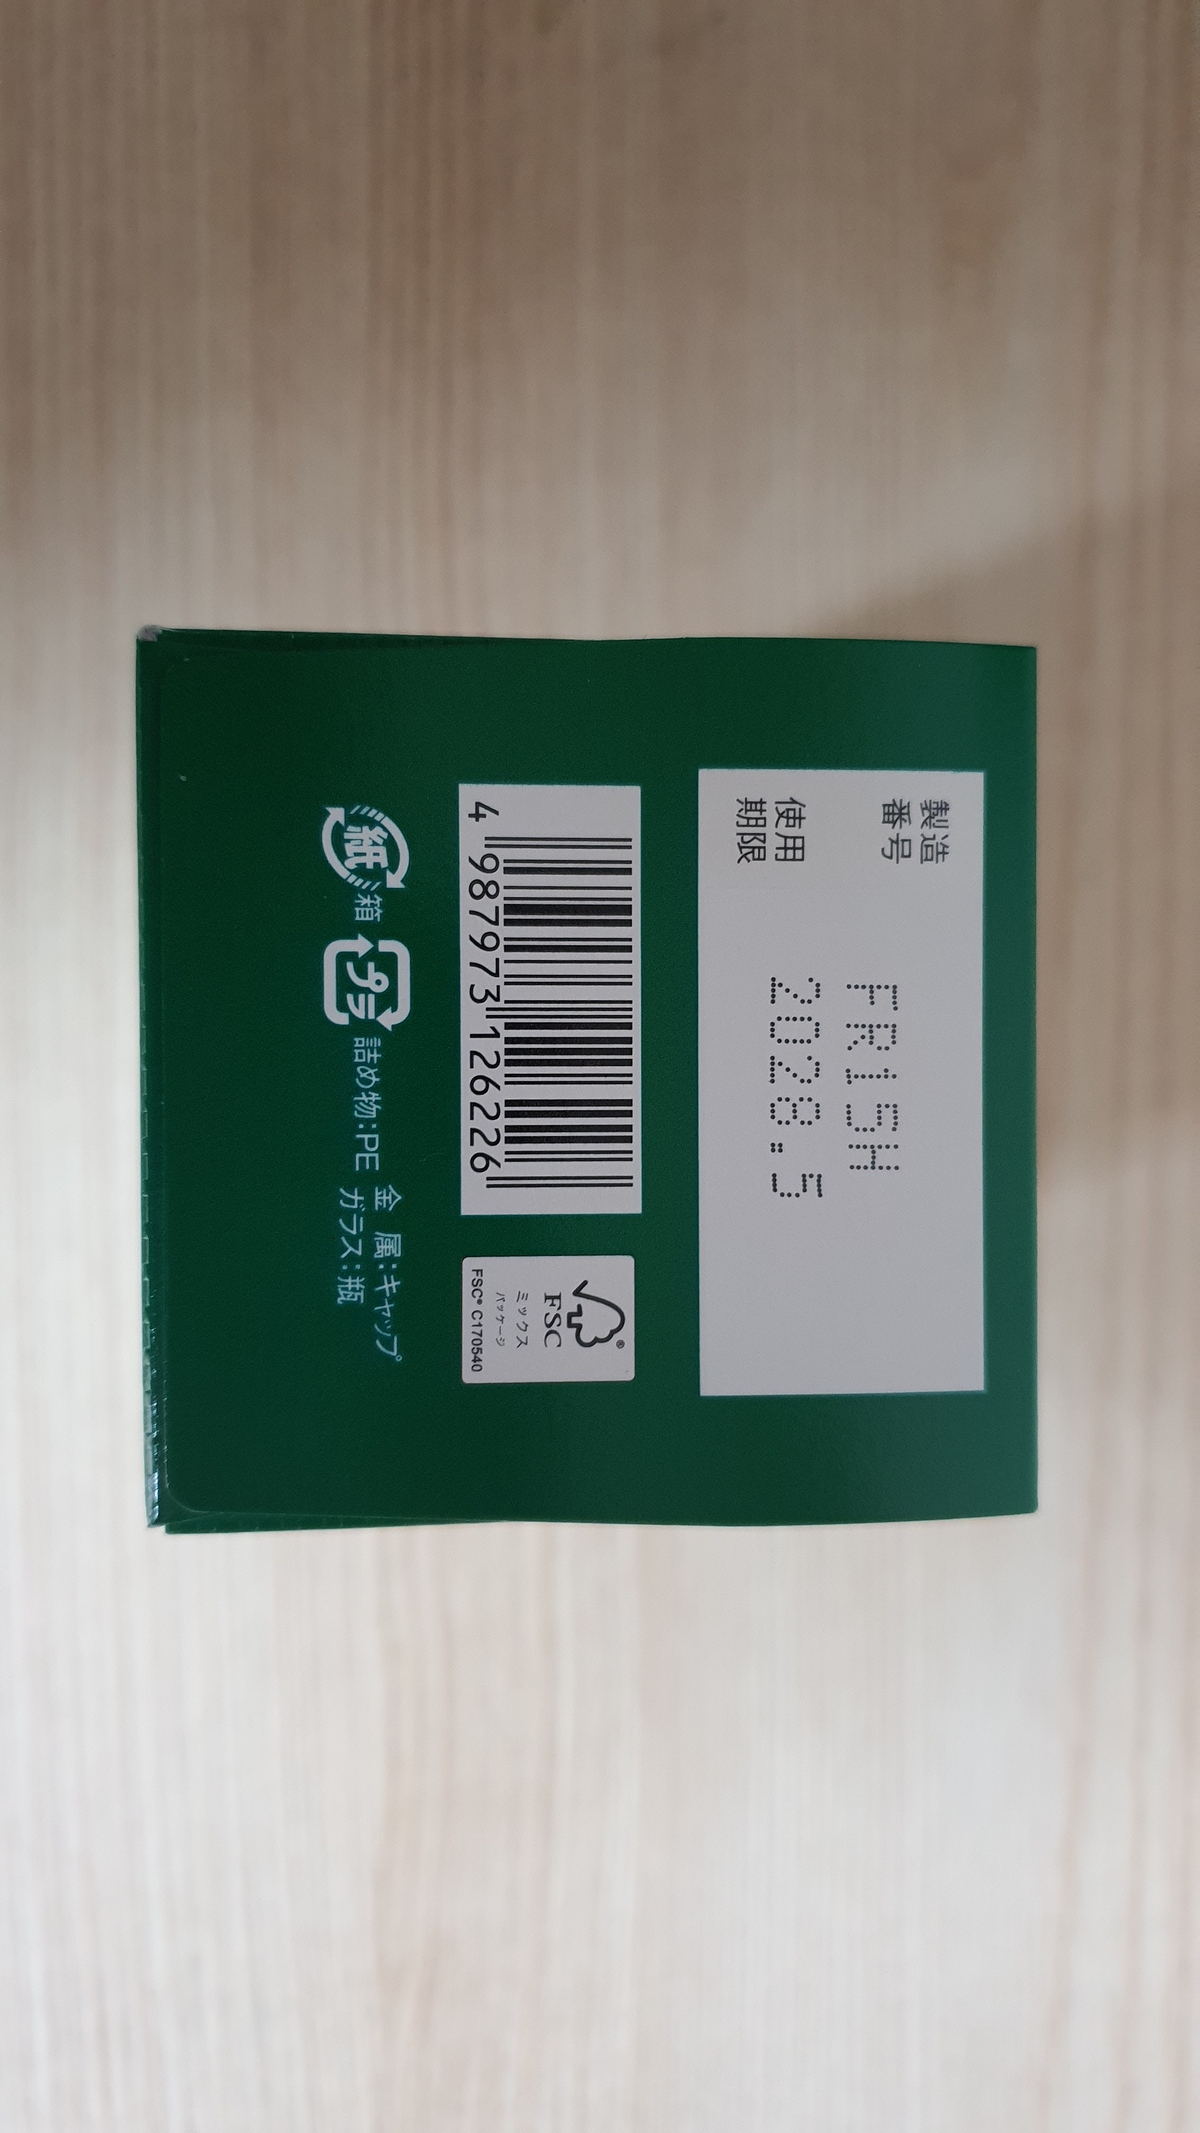 製造
番号
FR15H
使用
期限
2028.5
4 987973 126226
FSC®
ミックス
パッケージ
FSC® C170540
紙
箱
プラ
詰め物:PE
金 属:キャップ
ガラス:瓶